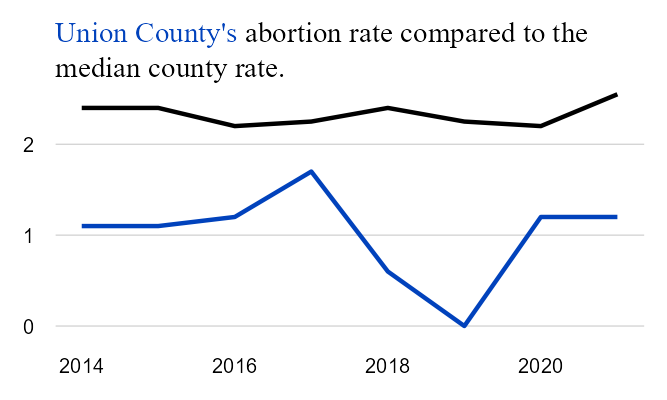 Union County's abortion rate compared to the
median county rate.
2
1
0
2014 2016 2018 2020